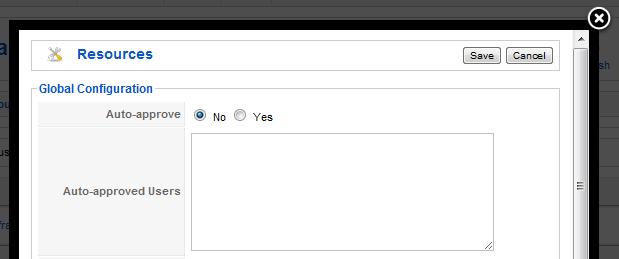 Resources
Save Cancel
Global Configuration
Auto-approve No Yes
Auto-approved Users